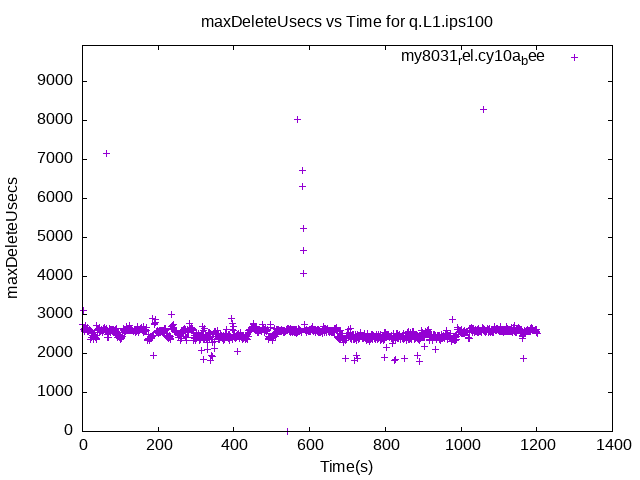 maxDeleteUsecs vs Time for q.L1.ips100
my8031rel.cy10abee
9000
8000
7000
6000
5000
4000
3000
2000
1000
0
maxDeleteUsecs
0 200 400 600 800 1000 1200 1400
Time(s)